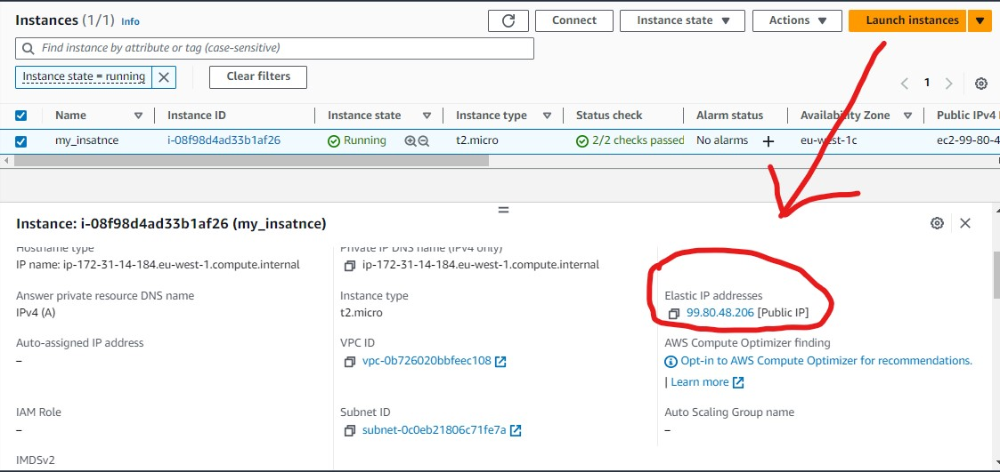 Instances (1/1) Info
Connect
Instance state
Actions
Launch instances
Find instance by attribute or tag (case-sensitive)
Instance state = running
Clear filters
1
Name Instance ID Instance state Instance type Status check Alarm status Availability Zone Public IPv4
my_insatnce i-08f98d4ad33b1af26 Running t2.micro 2/2 checks passed No alarms + eu-west-1c ec2-99-80-4
Instance: i-08f98d4ad33b1af26 (my_insatnce)
Hostname type
IP name: ip-172-31-14-184.eu-west-1.compute.internal
Private IP DNS name (IPv4 only)
ip-172-31-14-184.eu-west-1.compute.internal
Answer private resource DNS name
IPv4 (A)
Instance type
t2.micro
Elastic IP addresses
99.80.48.206 [Public IP]
Auto-assigned IP address
–
VPC ID
vpc-0b726020bbfeec108
AWS Compute Optimizer finding
Opt-in to AWS Compute Optimizer for recommendations.
| Learn more
IAM Role
–
Subnet ID
subnet-0c0eb21806c71fe7a
Auto Scaling Group name
–
IMDSv2